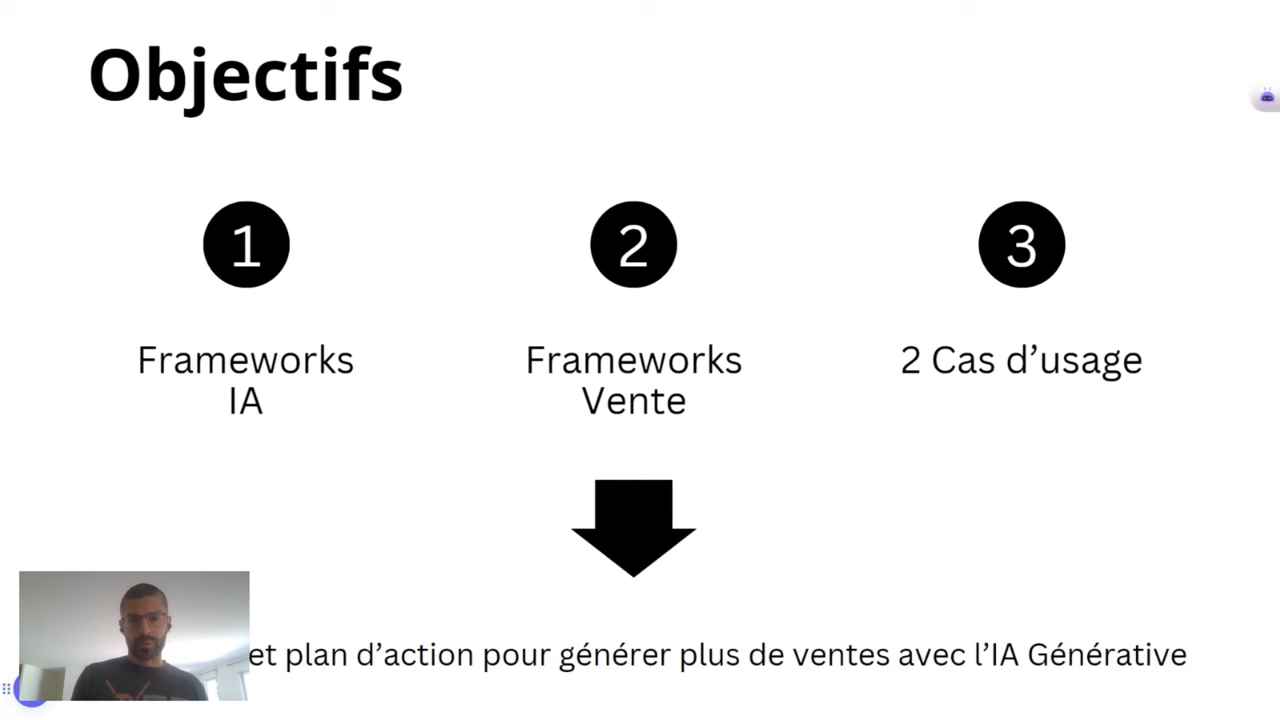 Objectifs
1
2
3
Frameworks
IA
Frameworks
Vente
2 Cas d’usage
et plan d’action pour générer plus de ventes avec l’IA Générative